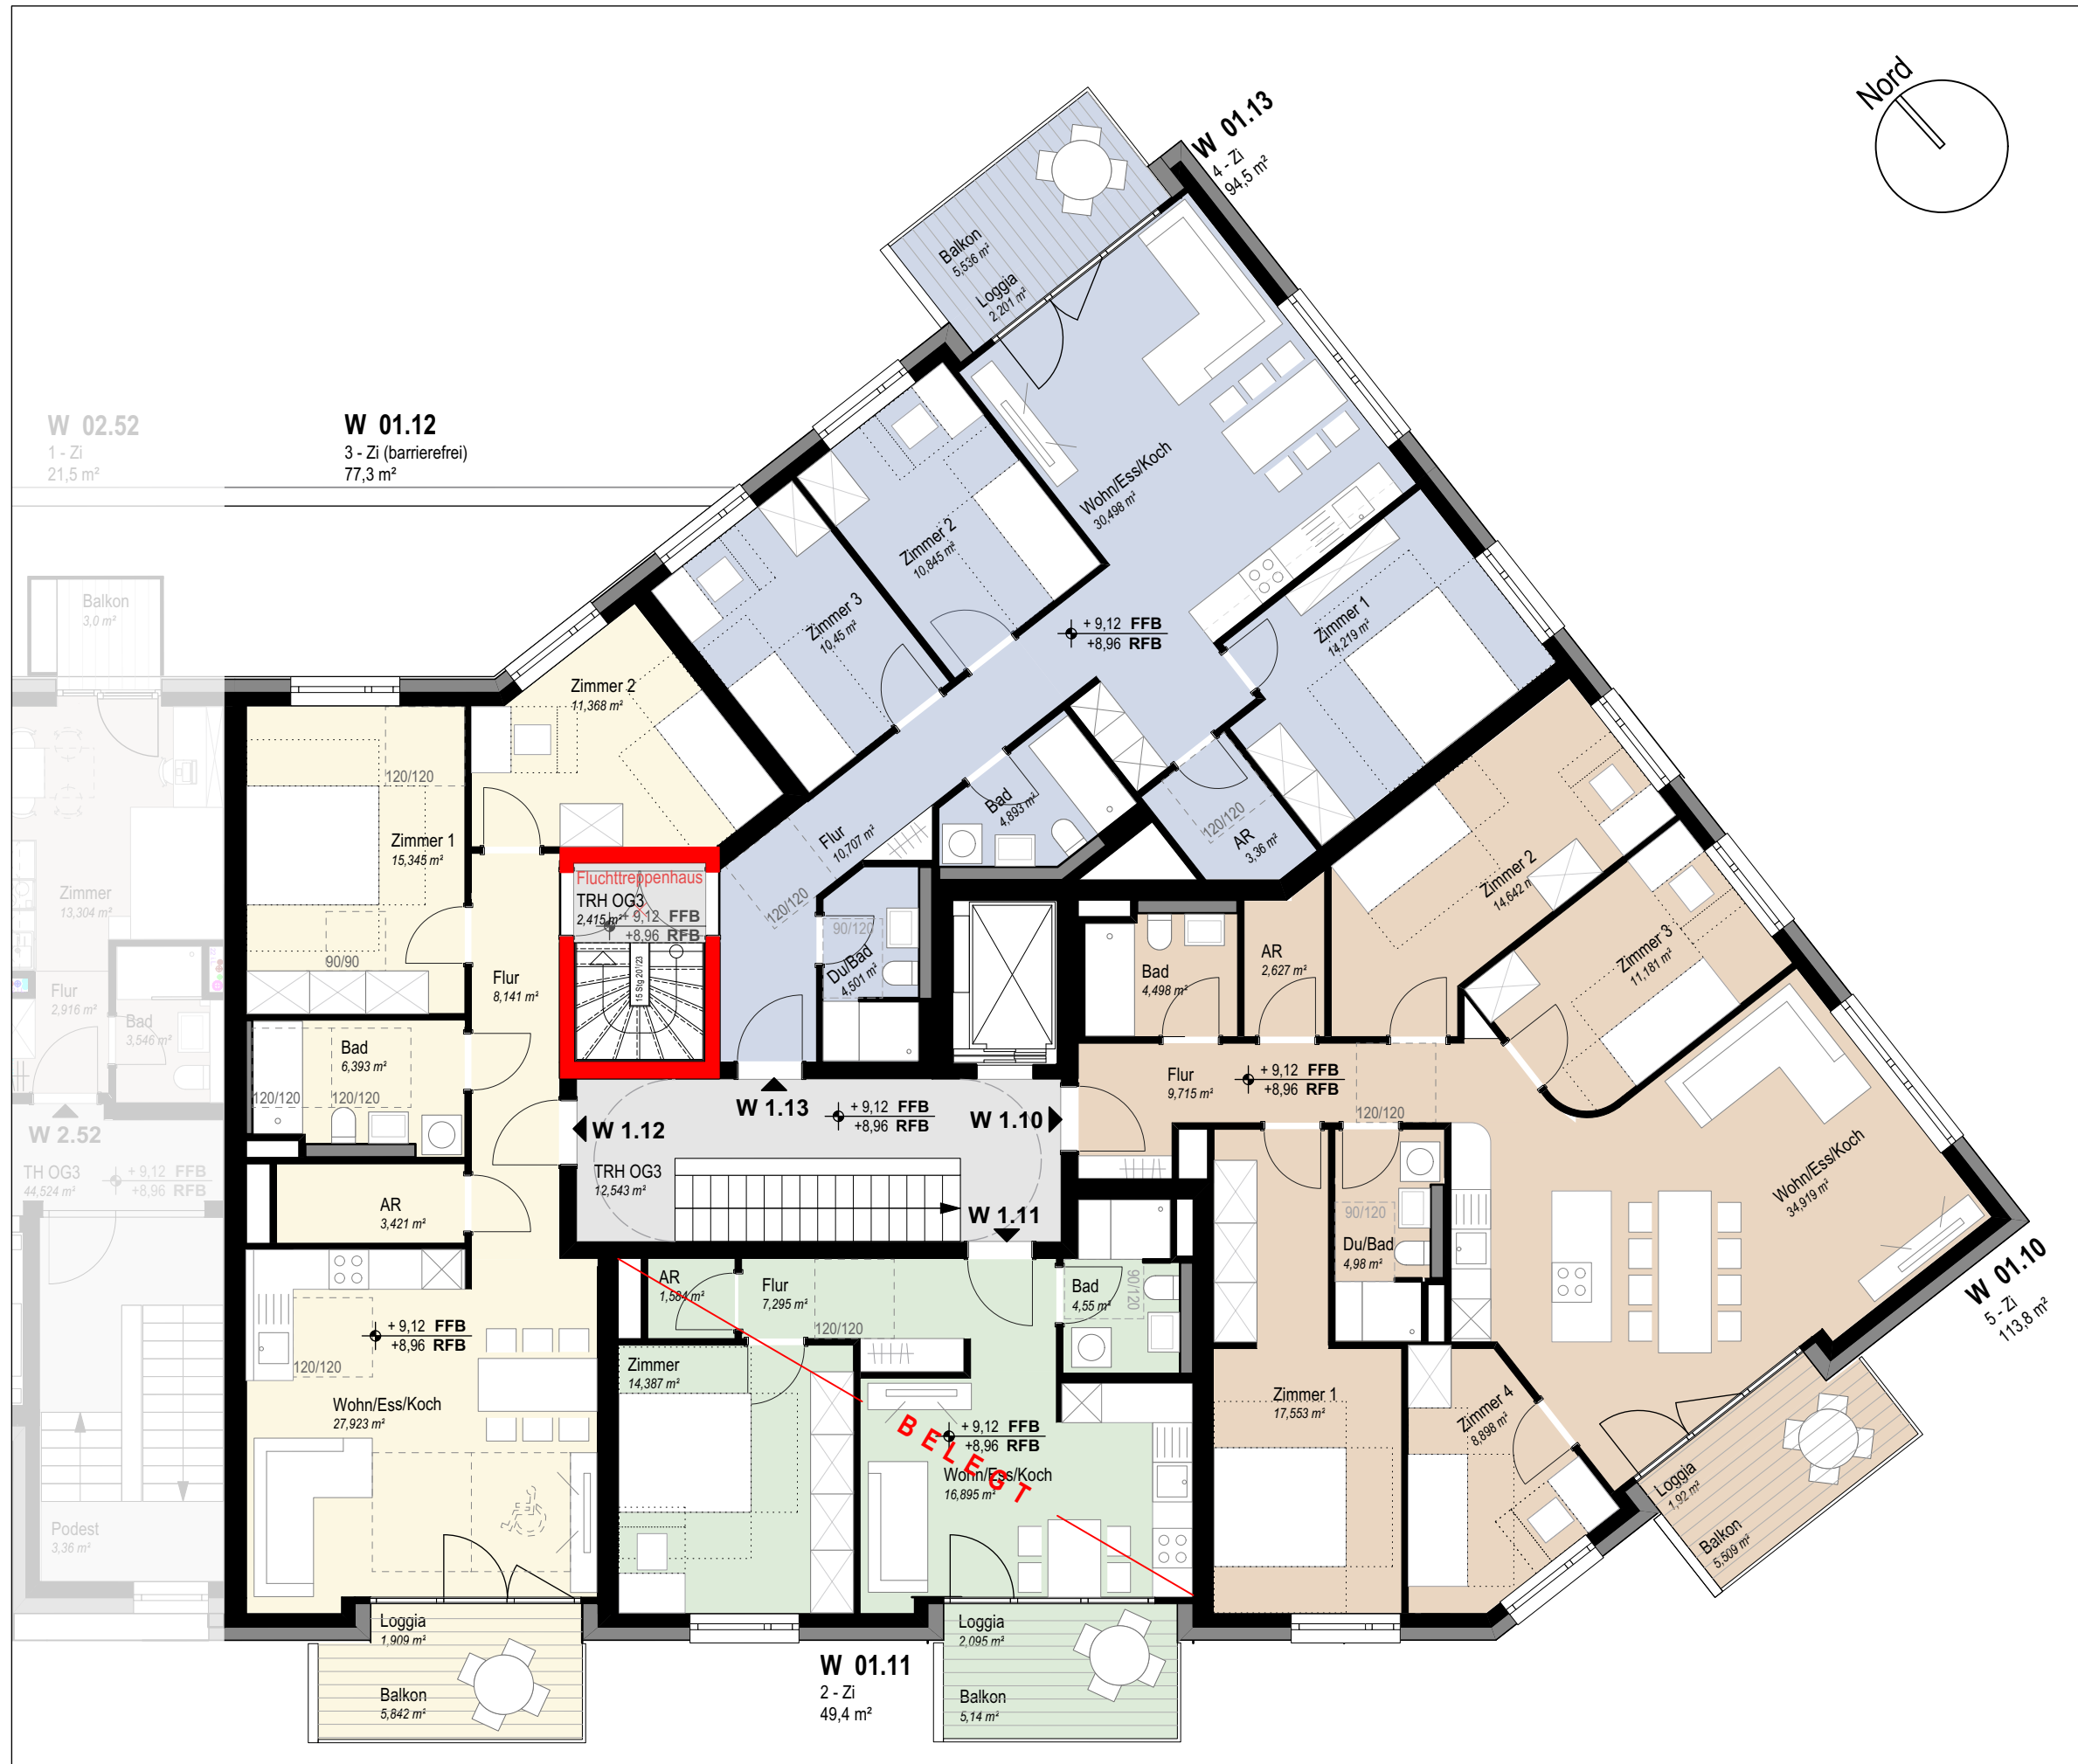 Nord
W 01.13
4 - Zi
94,5 m²
Balkon
5,536 m²
Loggia
2,201 m²
Wohn/Ess/Koch
30,498 m²
Zimmer 2
10,845 m²
Zimmer 3
10,45 m²
Zimmer 1
14,219 m²
+ 9,12 FFB
+8,96 RFB
Bad
4,893 m²
120/120
AR
3,36 m²
Flur
10,707 m²
120/120
90/120
Du/Bad
4,501 m²
W 02.52
1 - Zi
21,5 m²
W 01.12
3 - Zi (barrierefrei)
77,3 m²
Balkon
3,0 m²
Zimmer
13,304 m²
Flur
2,916 m²
Bad
3,546 m²
W 2.52
TH OG3
44,524 m²
+ 9,12 FFB
+8,96 RFB
Podest
3,36 m²
Zimmer 2
11,368 m²
120/120
Zimmer 1
15,345 m²
90/90
Flur
8,141 m²
Bad
6,393 m²
120/120
120/120
AR
3,421 m²
+ 9,12 FFB
+8,96 RFB
120/120
Wohn/Ess/Koch
27,923 m²
Loggia
1,909 m²
Balkon
5,842 m²
Fluchttreppenhaus
TRH OG3
2,415 m²
+ 9,12 FFB
+8,96 RFB
15 Stg 20¹/23
W 1.13
W 1.12
W 1.10
W 1.11
+ 9,12 FFB
+8,96 RFB
TRH OG3
12,543 m²
AR
1,584 m²
Flur
7,295 m²
120/120
Bad
4,55 m²
90/120
Zimmer
14,387 m²
+ 9,12 FFB
+8,96 RFB
BELEGT
Wohn/Ess/Koch
16,895 m²
Loggia
2,095 m²
Balkon
5,14 m²
W 01.11
2 - Zi
49,4 m²
Bad
4,498 m²
AR
2,627 m²
Zimmer 2
14,642 m
Zimmer 3
11,181 m²
Flur
9,715 m²
+ 9,12 FFB
+8,96 RFB
120/120
90/120
Du/Bad
4,98 m²
Wohn/Ess/Koch
34,919 m²
Zimmer 1
17,553 m²
Zimmer 4
8,898 m²
Loggia
1,92 m²
Balkon
5,509 m²
W 01.10
5 - Zi
113,8 m²